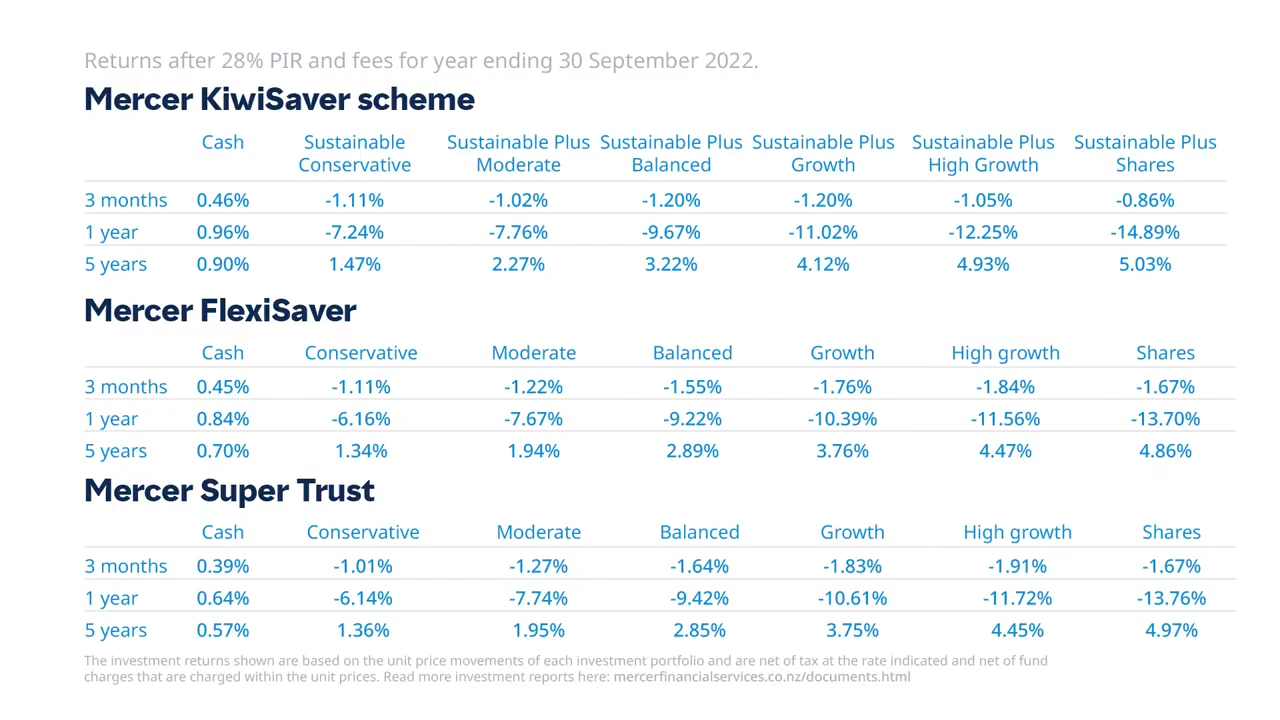 Returns after 28% PIR and fees for year ending 30 September 2022.
Mercer KiwiSaver scheme
Cash Sustainable Conservative Sustainable Plus Moderate Sustainable Plus Balanced Sustainable Plus Growth Sustainable Plus High Growth Sustainable Plus Shares
3 months 0.46% -1.11% -1.02% -1.20% -1.20% -1.05% -0.86%
1 year 0.96% -7.24% -7.76% -9.67% -11.02% -12.25% -14.89%
5 years 0.90% 1.47% 2.27% 3.22% 4.12% 4.93% 5.03%
Mercer FlexiSaver
Cash Conservative Moderate Balanced Growth High growth Shares
3 months 0.45% -1.11% -1.22% -1.55% -1.76% -1.84% -1.67%
1 year 0.84% -6.16% -7.67% -9.22% -10.39% -11.56% -13.70%
5 years 0.70% 1.34% 1.94% 2.89% 3.76% 4.47% 4.86%
Mercer Super Trust
Cash Conservative Moderate Balanced Growth High growth Shares
3 months 0.39% -1.01% -1.27% -1.64% -1.83% -1.91% -1.67%
1 year 0.64% -6.14% -7.74% -9.42% -10.61% -11.72% -13.76%
5 years 0.57% 1.36% 1.95% 2.85% 3.75% 4.45% 4.97%
The investment returns shown are based on the unit price movements of each investment portfolio and are net of tax at the rate indicated and net of fund
charges that are charged within the unit prices. Read more investment reports here: mercerfinancialservices.co.nz/documents.html